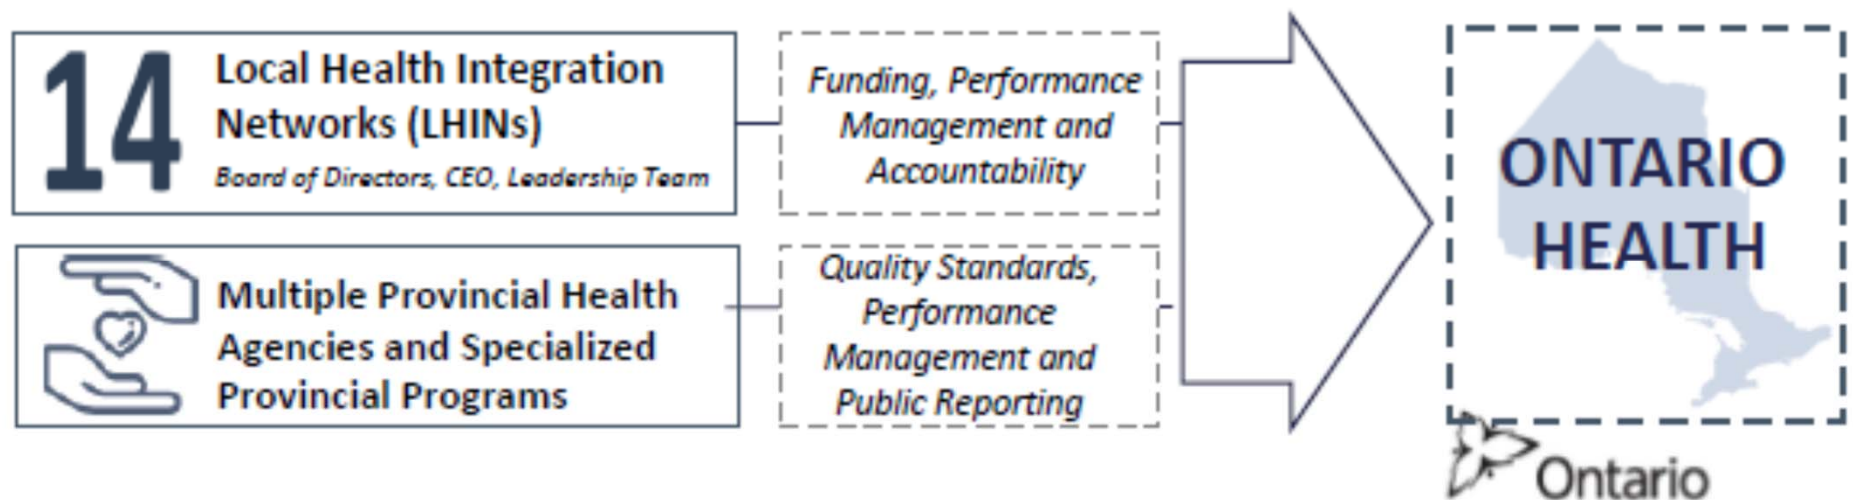 14
Local Health Integration
Networks (LHINs)
Board of Directors, CEO, Leadership Team
Funding, Performance
Management and
Accountability
Multiple Provincial Health
Agencies and Specialized
Provincial Programs
Quality Standards,
Performance
Management and
Public Reporting
ONTARIO
HEALTH
Ontario